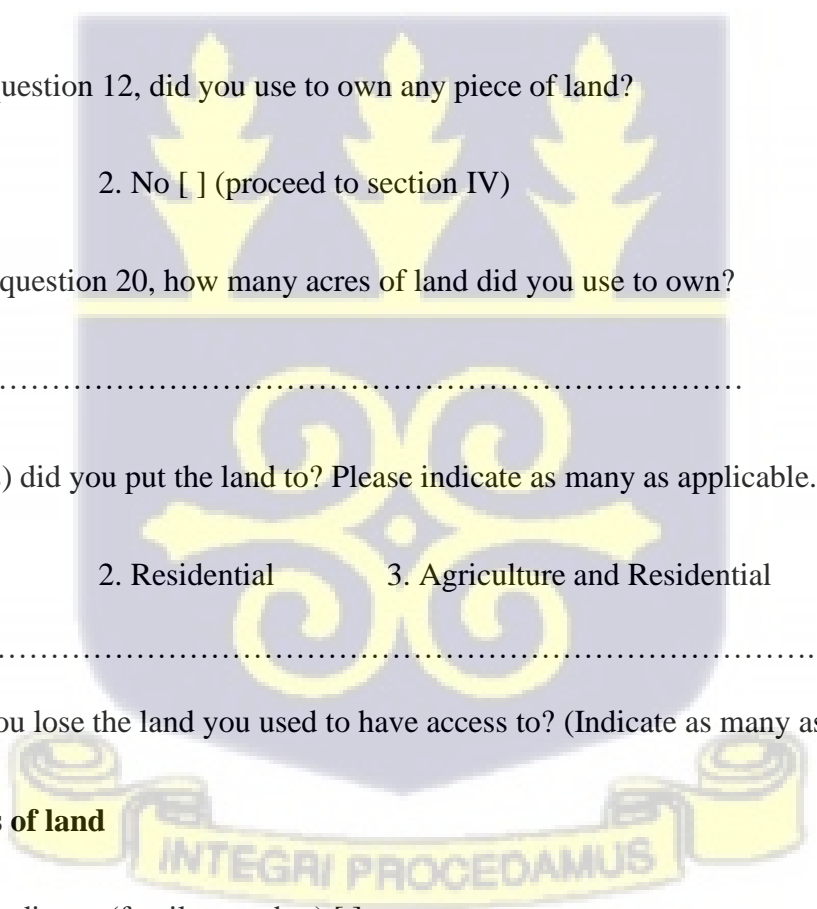 uestion 12, did you use to own any piece of land?
2. No [ ] (proceed to section IV)
question 20, how many acres of land did you use to own?
………………………………………………………………
) did you put the land to? Please indicate as many as applicable.
2. Residential 3. Agriculture and Residential
…………………………………………………………………….
ou lose the land you used to have access to? (Indicate as many as
s of land
INTEGRI PROCEDAMUS